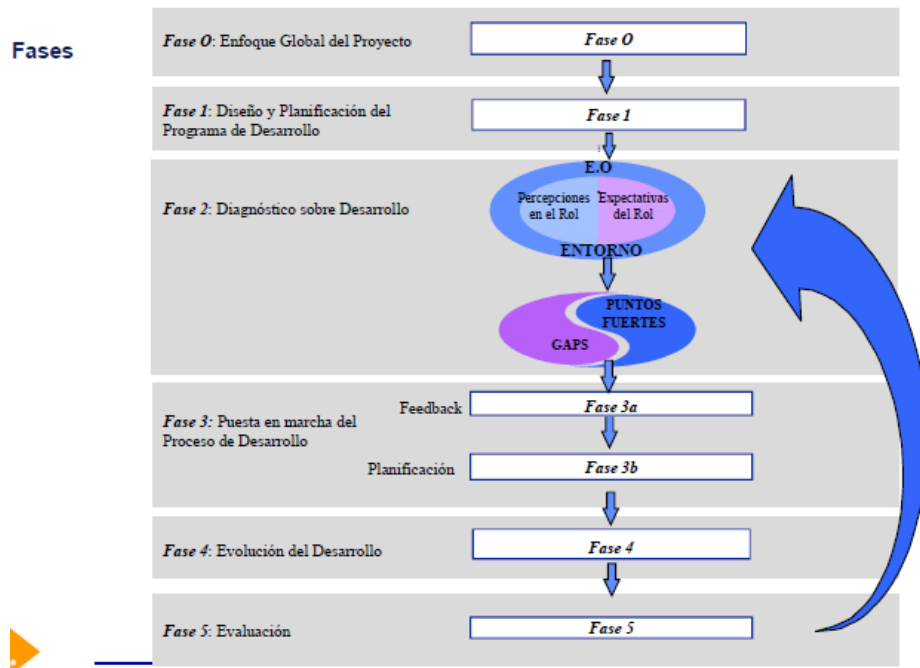 Fases
Fase O: Enfoque Global del Proyecto
Fase O
Fase 1: Diseño y Planificación del
Programa de Desarrollo
Fase 1
Fase 2: Diagnóstico sobre Desarrollo
E.O
Percepciones
en el Rol
Expectativas
del Rol
ENTORNO
PUNTOS
FUERTES
GAPS
Fase 3: Puesta en marcha del
Proceso de Desarrollo
Feedback
Fase 3a
Planificación
Fase 3b
Fase 4: Evolución del Desarrollo
Fase 4
Fase 5: Evaluación
Fase 5